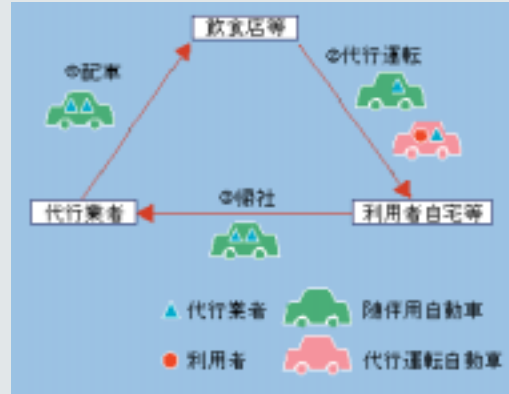 飲食店等
①配車
②代行運転
代行業者
③帰社
利用者自宅等
代行業者
随伴用自動車
利用者
代行運転自動車